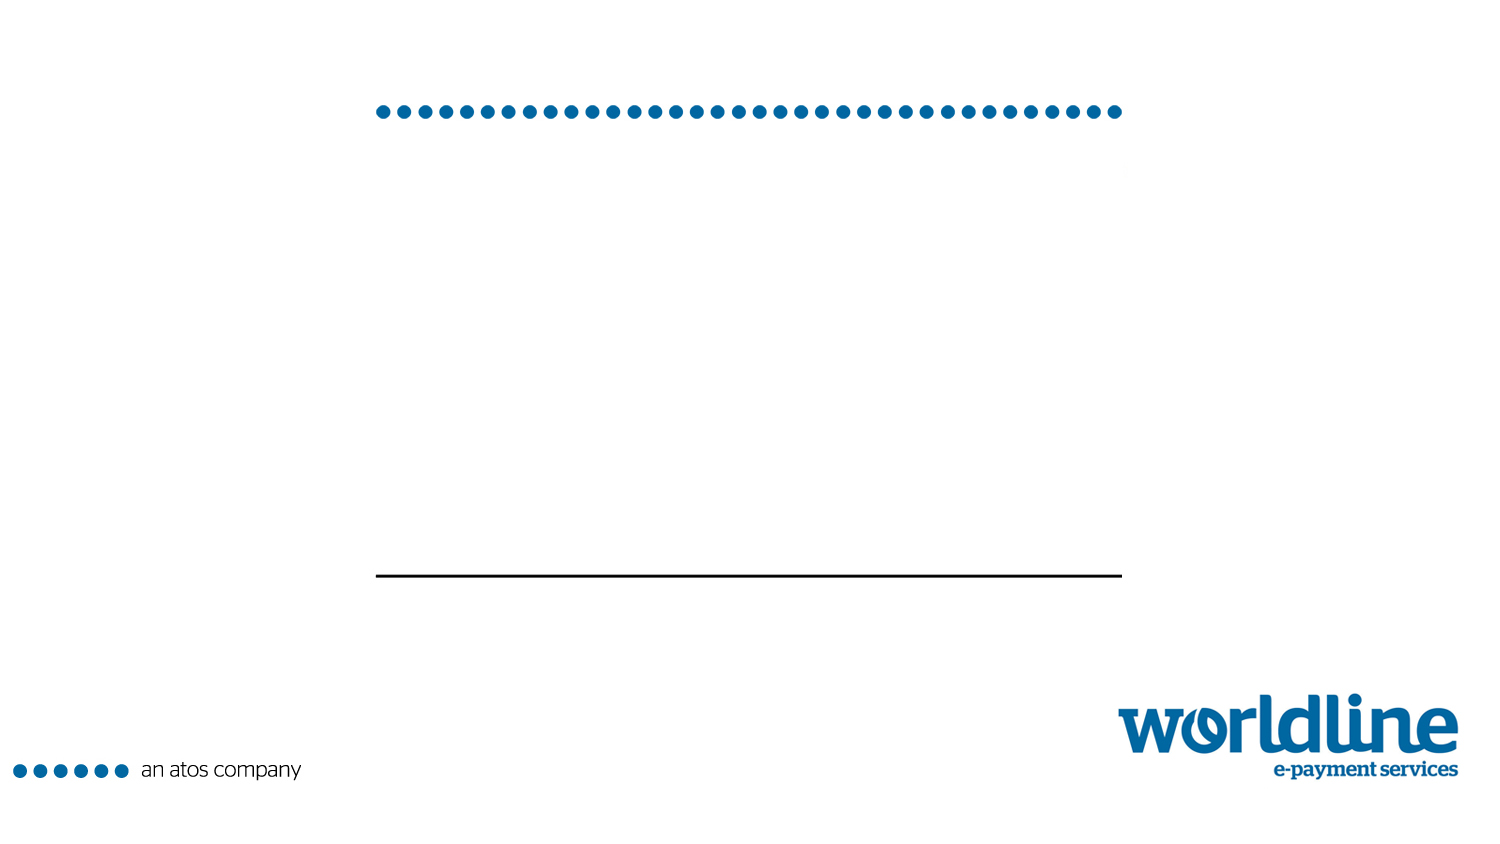 worldline
e-payment services
an atos company